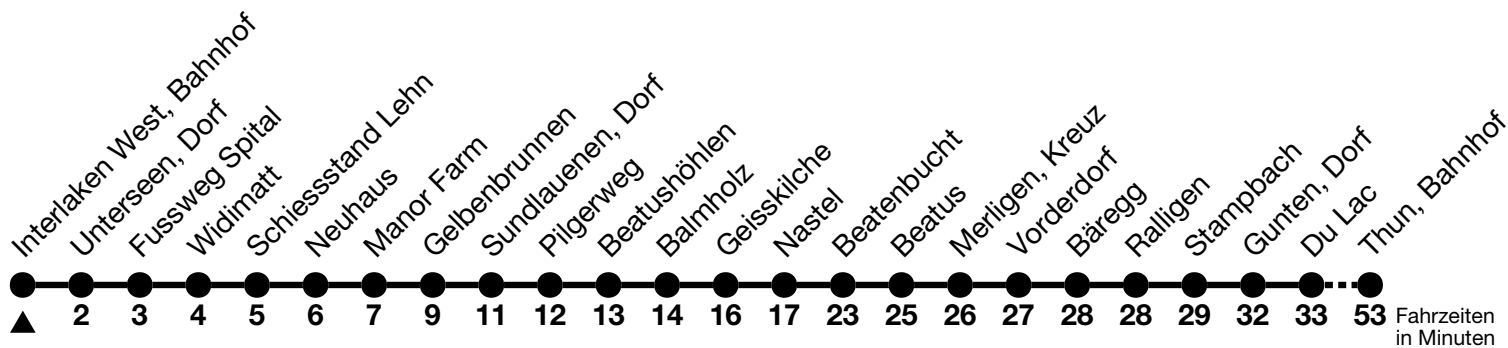 Interlaken West, Bahnhof
Unterseen, Dorf
Fussweg Spital
Widimatt
Schiessstand Lehn
Neuhaus
Manor Farm
Gelbenbrunnen
Sundlauenen, Dorf
Pilgerweg
Beatushöhlen
Balmholz
Geisskilche
Nastel
Beatenbucht
Beatus
Merligen, Kreuz
Vorderdorf
Bäregg
Ralligen
Stampbach
Gunten, Dorf
Du Lac
Thun, Bahnhof
2 3 4 5 6 7 9 11 12 13 14 16 17 23 25 26 27 28 28 29 32 33 53 Fahrzeiten
in Minuten